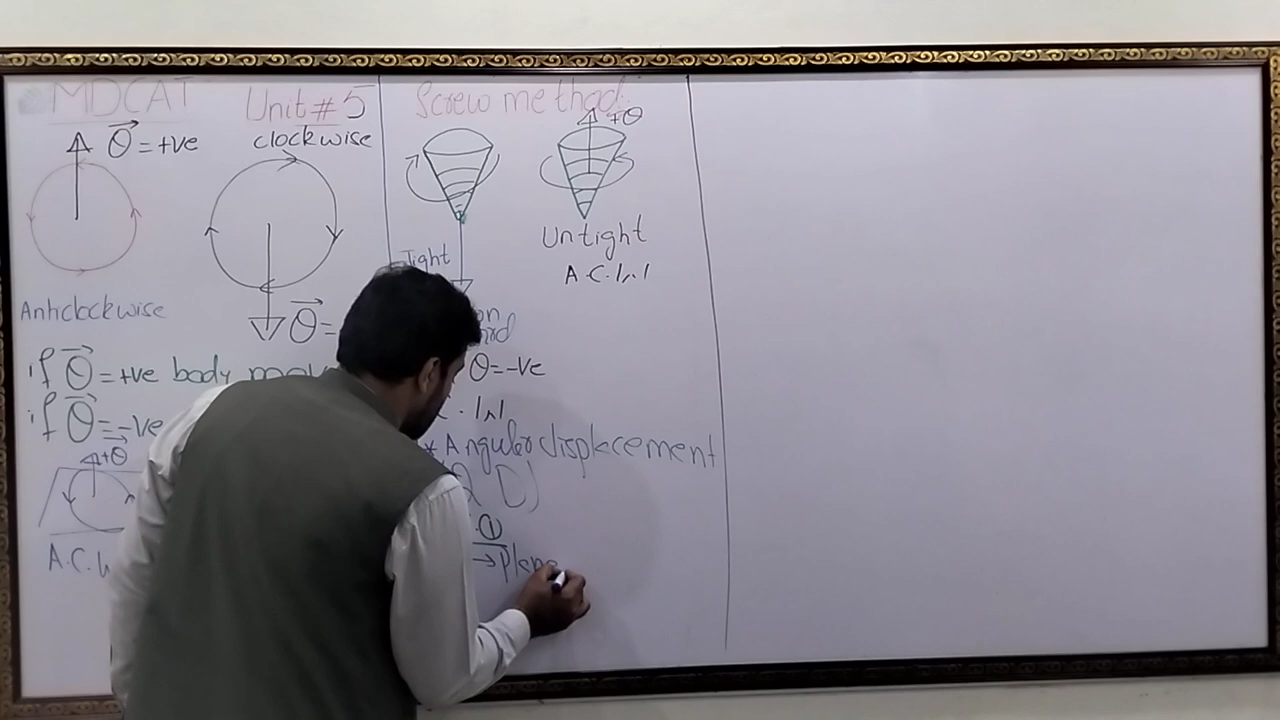 MDCAT Unit # 5
θ = +ve clockwise
Anticlockwise
θ =
if θ = +ve body
if θ = -ve
+θ
A.C.
Screw method
+θ
Tight
Untight
A.C.W
θ = -ve
* Angular displacement
(2 D)
①
→ Plane